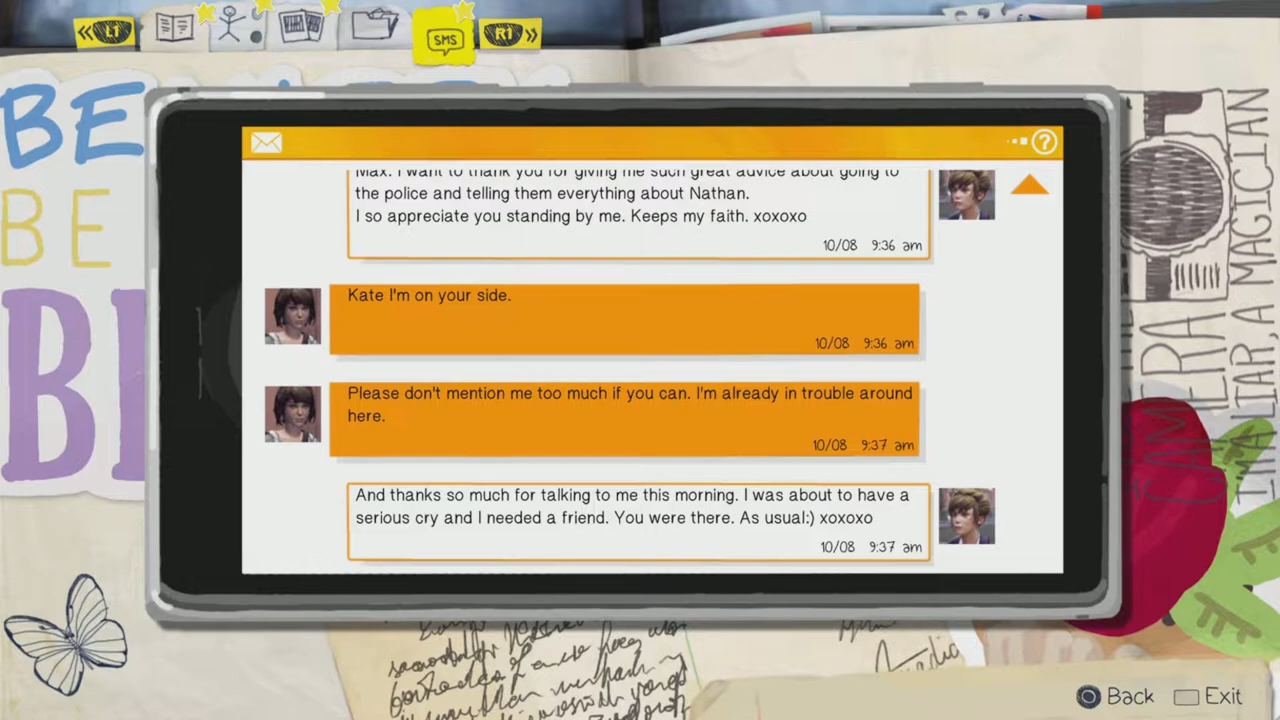 L1
SMS
R1
BE
BE
?
Max. I want to thank you for giving me such great advice about going to
the police and telling them everything about Nathan.
I so appreciate you standing by me. Keeps my faith. xoxoxo
10/08 9:36 am
Kate I'm on your side.
10/08 9:36 am
Please don't mention me too much if you can. I'm already in trouble around
here.
10/08 9:37 am
And thanks so much for talking to me this morning. I was about to have a
serious cry and I needed a friend. You were there. As usual:) xoxoxo
10/08 9:37 am
CAMERA
LIAR, A MAGICIAN
Back
Exit